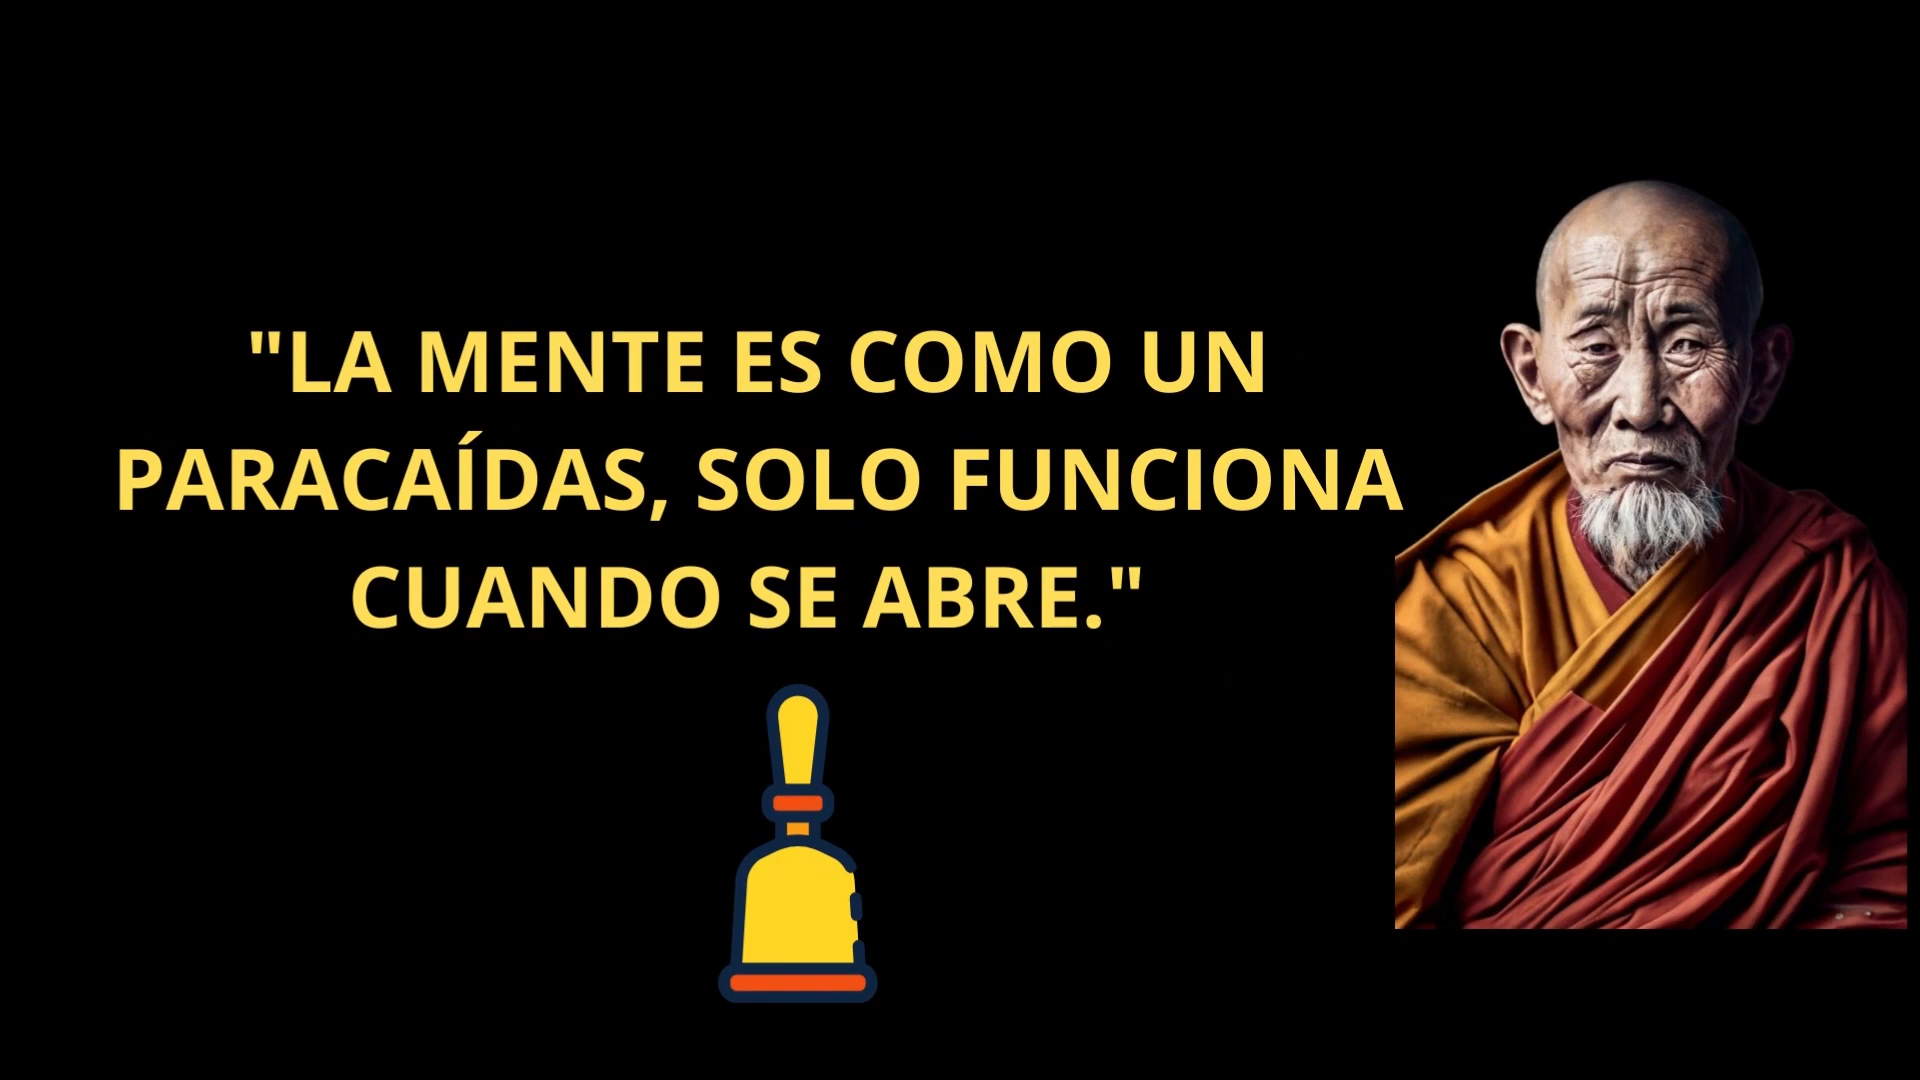 "LA MENTE ES COMO UN
PARACAÍDAS, SOLO FUNCIONA
CUANDO SE ABRE."